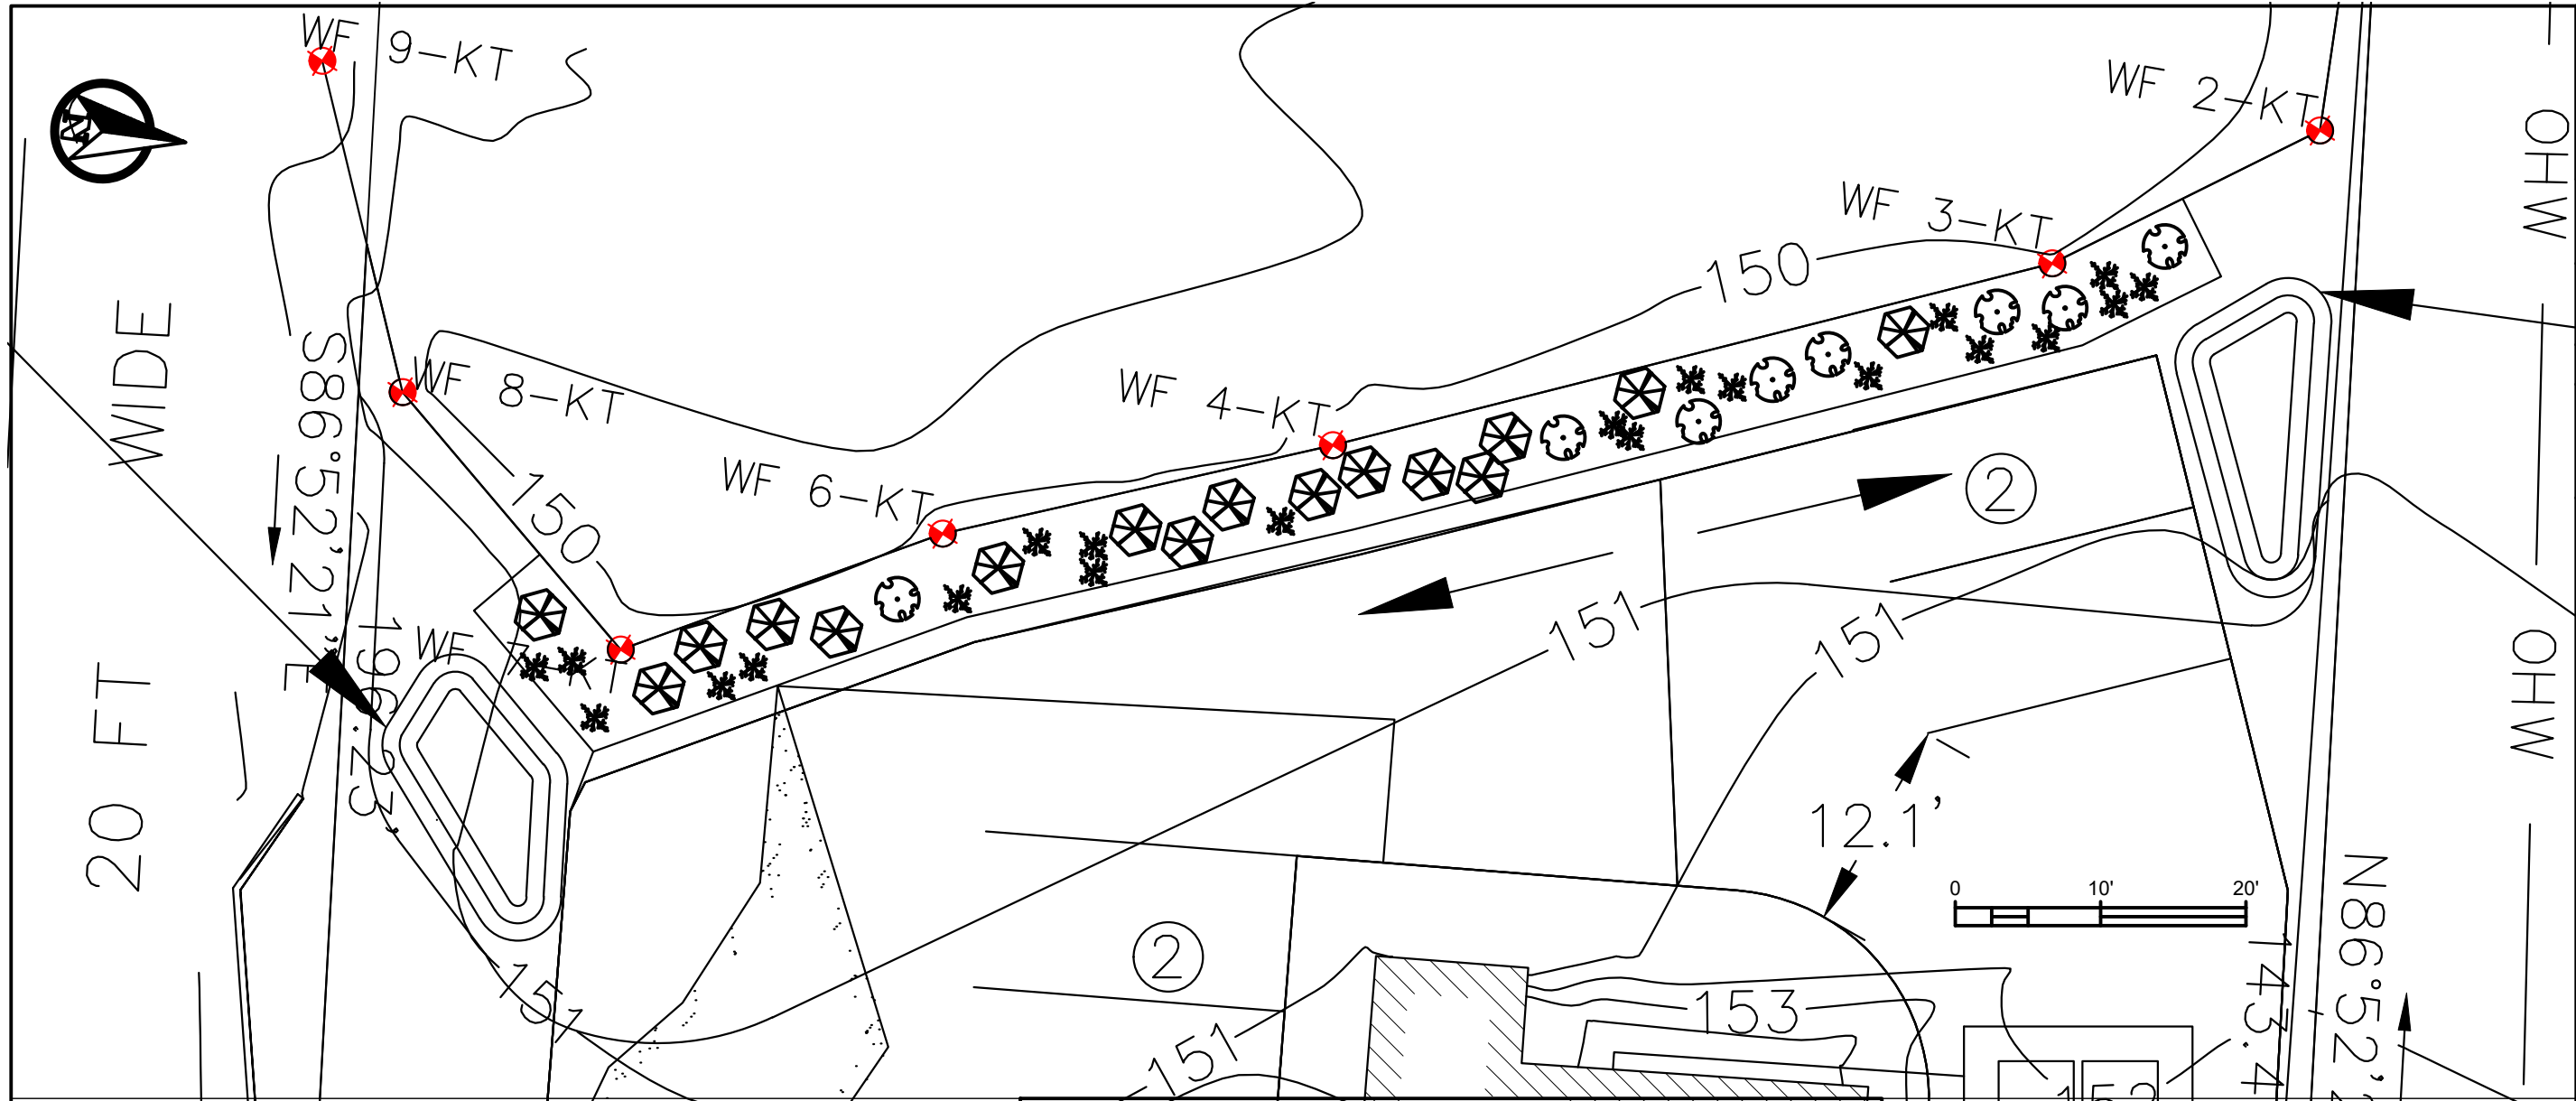 WF 9-KT
WF 2-KT
OHW
WF 3-KT
150
WIDE
WF 8-KT
WF 4-KT
WF 6-KT
150
2
S86°52'21"E
151
151
WF 7-KT
196.23'
20 FT
OHW
12.1'
0 10' 20'
N86°52'2
2
151
153
143.4
151